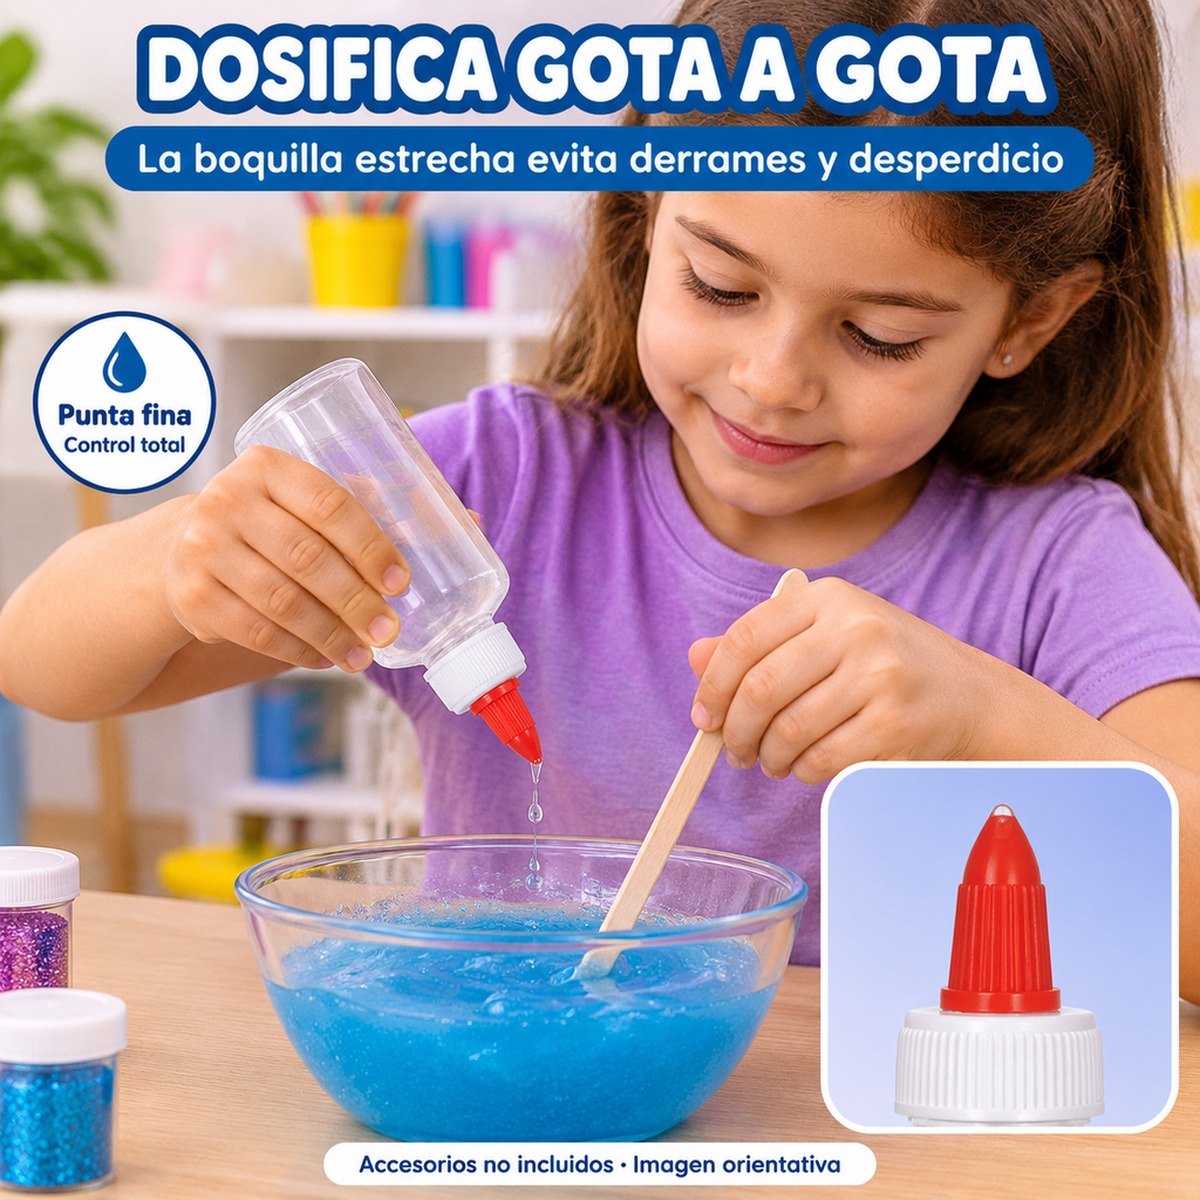 DOSIFICA GOTA A GOTA
La boquilla estrecha evita derrames y desperdicio
Punta fina
Control total
Accesorios no incluidos · Imagen orientativa